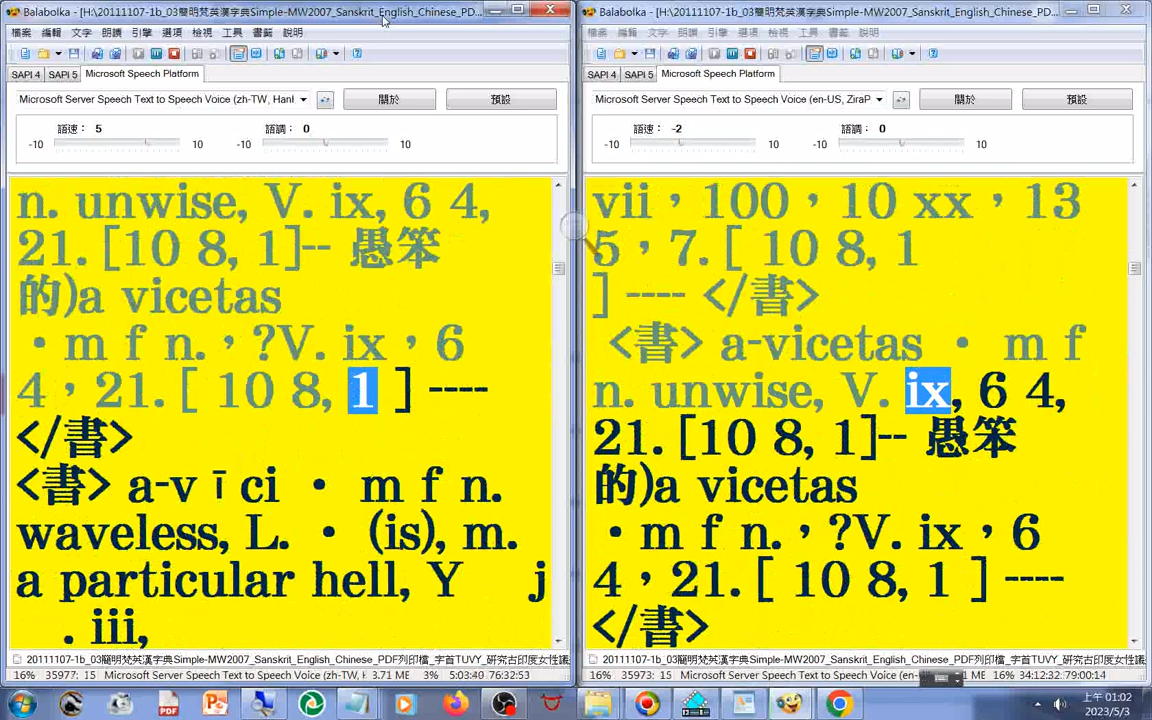 Balabolka - [H:\20111107-1b_03簡明梵英漢字典Simple-MW2007_Sanskrit_English_Chinese_PD...
檔案 編輯 文字 朗讀 引擎 選項 檢視 工具 書籤 說明
SAPI 4 SAPI 5 Microsoft Speech Platform
Microsoft Server Speech Text to Speech Voice (zh-TW, Hanl
關於 預設
語速： 5 語調： 0
-10 10 -10 10
n. unwise, V. ix, 6 4,
21. [10 8, 1]-- 愚笨
的)a vicetas
‧m f n.，?V. ix，6
4，21. [ 10 8, 1 ] ----
</書>
<書> a-vīci ‧ m f n.
waveless, L. ‧ (is), m.
a particular hell, Y j
. iii,
20111107-1b_03簡明梵英漢字典Simple-MW2007_Sanskrit_English_Chinese_PDF列印檔_字首TUVY_研究古印度女性議
16% 35977: 15 Microsoft Server Speech Text to Speech Voice (zh-TW, H 3.71 MB 3% 5:03:40 76:32:53
Balabolka - [H:\20111107-1b_03簡明梵英漢字典Simple-MW2007_Sanskrit_English_Chinese_PD...
檔案 編輯 文字 朗讀 引擎 選項 檢視 工具 書籤 說明
SAPI 4 SAPI 5 Microsoft Speech Platform
Microsoft Server Speech Text to Speech Voice (en-US, ZiraP
關於 預設
語速： -2 語調： 0
-10 10 -10 10
vii，100，10 xx，13
5，7. [ 10 8, 1
] ---- </書>
<書> a-vicetas ‧ m f
n. unwise, V. ix, 6 4,
21. [10 8, 1]-- 愚笨
的)a vicetas
‧m f n.，?V. ix，6
4，21. [ 10 8, 1 ] ----
</書>
20111107-1b_03簡明梵英漢字典Simple-MW2007_Sanskrit_English_Chinese_PDF列印檔_字首TUVY_研究古印度女性議
16% 35973: 15 Microsoft Server Speech Text to Speech Voice (en- 16% 34:12:32.79:00:14
PDF
上午 01:02
2023/5/3